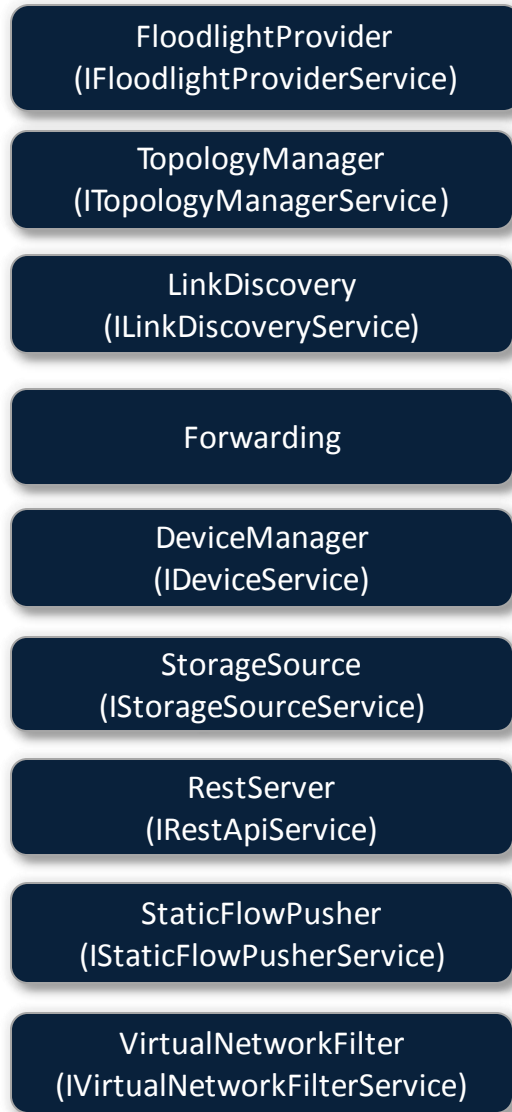 FloodlightProvider
(IFloodlightProviderService)
TopologyManager
(ITopologyManagerService)
LinkDiscovery
(ILinkDiscoveryService)
Forwarding
DeviceManager
(IDeviceService)
StorageSource
(IStorageSourceService)
RestServer
(IRestApiService)
StaticFlowPusher
(IStaticFlowPusherService)
VirtualNetworkFilter
(IVirtualNetworkFilterService)